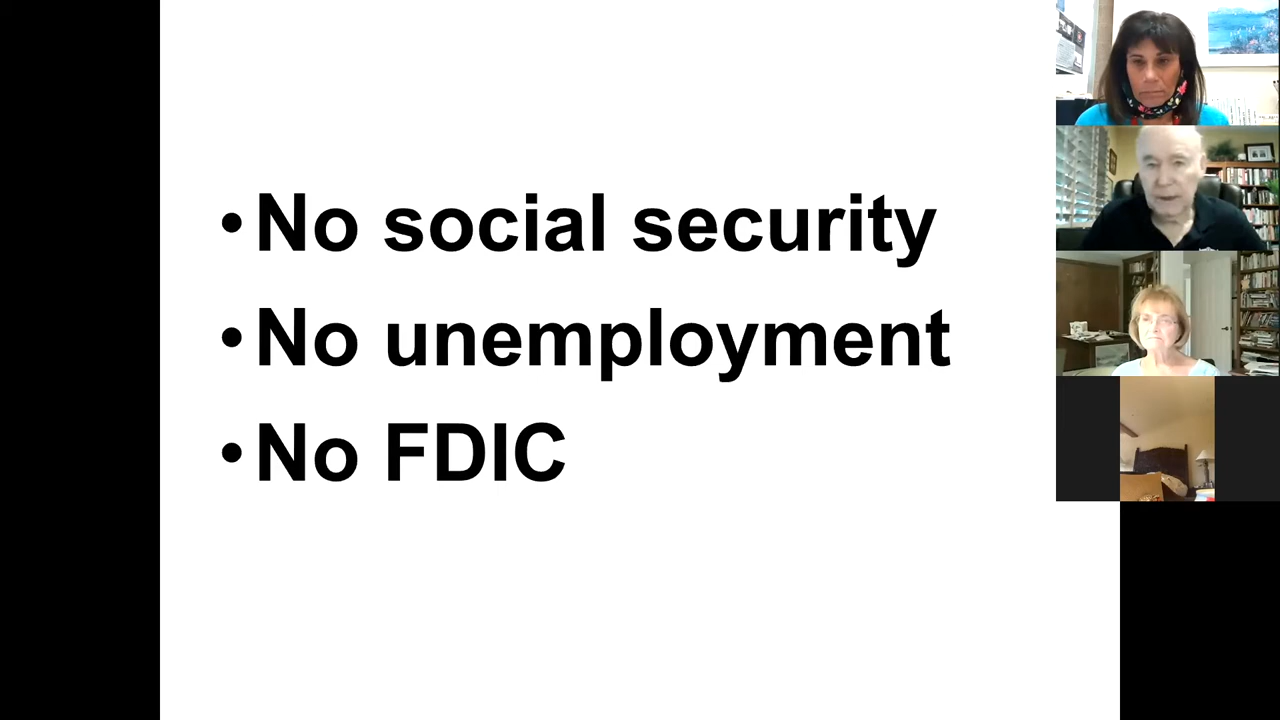 • No social security
• No unemployment
• No FDIC